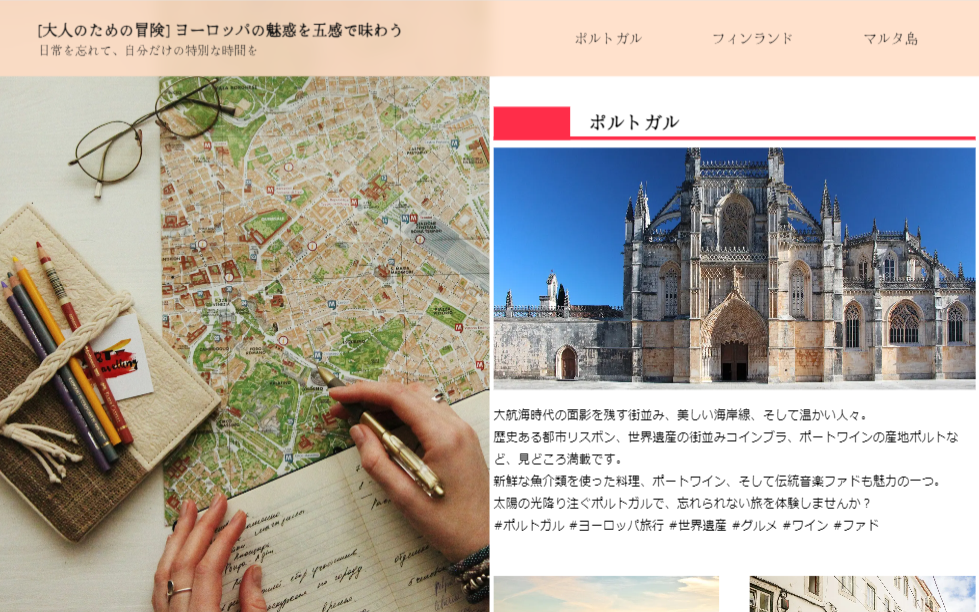 [大人のための冒険] ヨーロッパの魅惑を五感で味わう
日常を忘れて、自分だけの特別な時間を
ポルトガル
フィンランド
マルタ島
ポルトガル
大航海時代の面影を残す街並み、美しい海岸線、そして温かい人々。
歴史ある都市リスボン、世界遺産の街並みコインブラ、ポートワインの産地ポルトな
ど、見どころ満載です。
新鮮な魚介類を使った料理、ポートワイン、そして伝統音楽ファドも魅力の一つ。
太陽の光降り注ぐポルトガルで、忘れられない旅を体験しませんか？
#ポルトガル #ヨーロッパ旅行 #世界遺産 #グルメ #ワイン #ファド